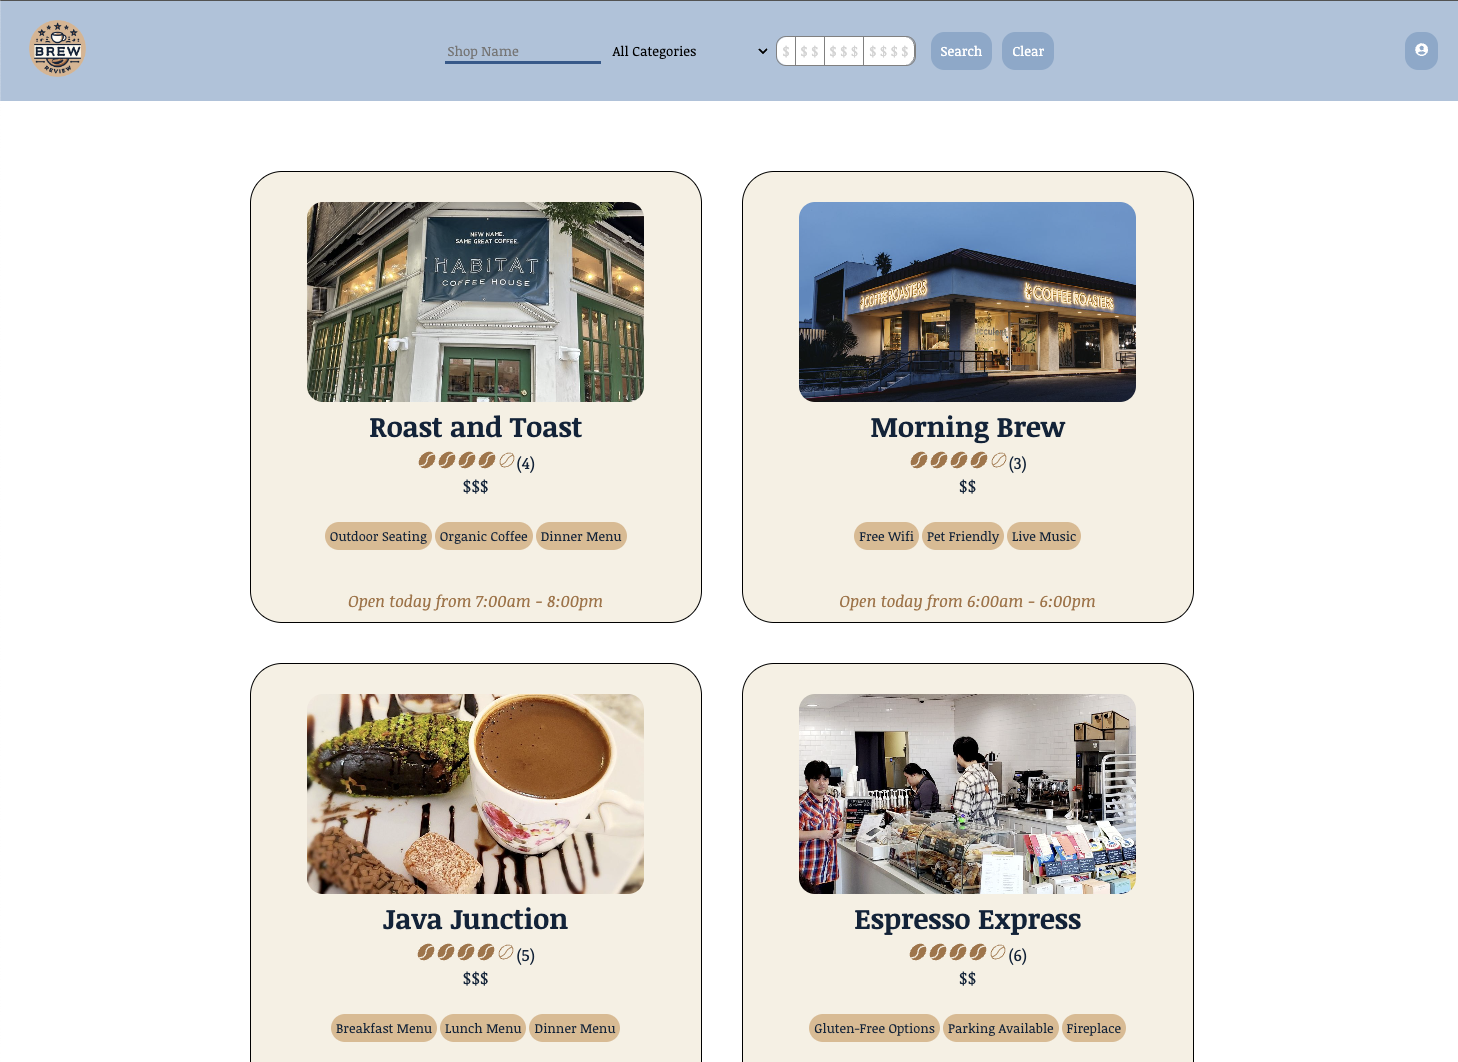 BREW
REVIEW
Shop Name
All Categories
$ $$ $$$ $$$$
Search
Clear
NEW NAME.
SAME GREAT COFFEE.
HABITAT
COFFEE HOUSE
COFFEE ROASTERS
COFFEE ROASTERS
Roast and Toast
(4)
$$$
Outdoor Seating Organic Coffee Dinner Menu
Open today from 7:00am - 8:00pm
Morning Brew
(3)
$$
Free Wifi Pet Friendly Live Music
Open today from 6:00am - 6:00pm
Java Junction
(5)
$$$
Breakfast Menu Lunch Menu Dinner Menu
Espresso Express
(6)
$$
Gluten-Free Options Parking Available Fireplace